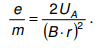 e/m = 2U_A/(B·r)².